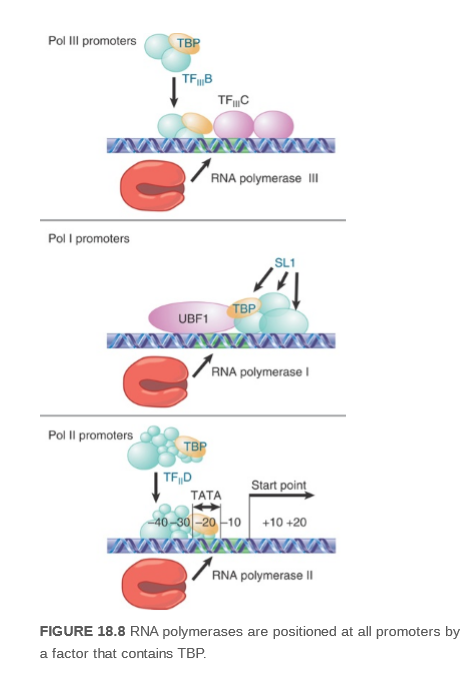 Pol III promoters
TBP
TFIIIB
TFIIIC
RNA polymerase III
Pol I promoters
SL1
TBP
UBF1
RNA polymerase I
Pol II promoters
TBP
TFIID
TATA
Start point
–40 –30 –20 –10 +10 +20
RNA polymerase II
FIGURE 18.8 RNA polymerases are positioned at all promoters by
a factor that contains TBP.